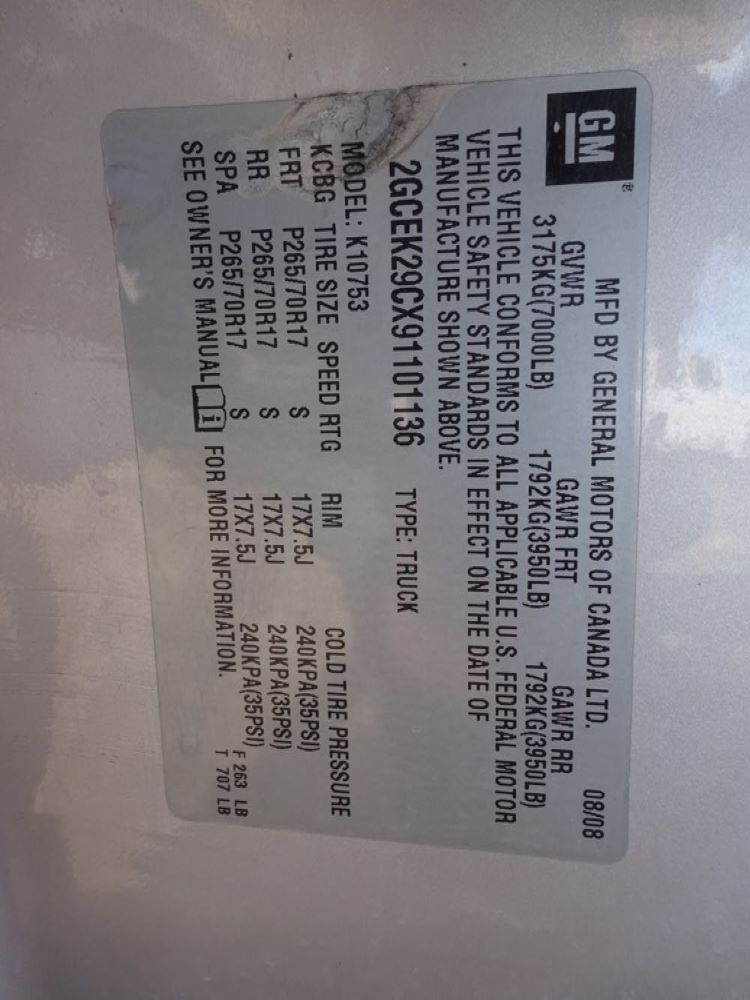 GM®
MFD BY GENERAL MOTORS OF CANADA LTD. 08/08
GVWR GAWR FRT GAWR RR
3175KG(7000LB) 1792KG(3950LB) 1792KG(3950LB)
THIS VEHICLE CONFORMS TO ALL APPLICABLE U.S. FEDERAL MOTOR
VEHICLE SAFETY STANDARDS IN EFFECT ON THE DATE OF
MANUFACTURE SHOWN ABOVE.
2GCEK29CX91101136 TYPE: TRUCK
MODEL: K10753
KCBG TIRE SIZE SPEED RTG RIM COLD TIRE PRESSURE
FRT P265/70R17 S 17X7.5J 240KPA(35PSI)
RR P265/70R17 S 17X7.5J 240KPA(35PSI)
SPA P265/70R17 S 17X7.5J 240KPA(35PSI) F 263 LB
SEE OWNER'S MANUAL i FOR MORE INFORMATION. T 707 LB